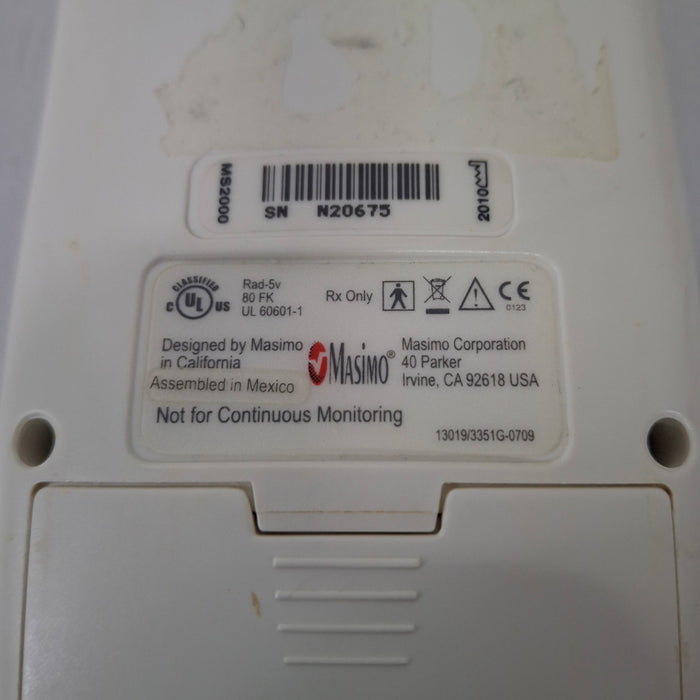 MS2000
SN N20675
2010
CLASSIFIED
C UL US
Rad-5v
80 FK
UL 60601-1
Rx Only
CE
0123
Designed by Masimo
in California
Assembled in Mexico
Masimo®
Masimo Corporation
40 Parker
Irvine, CA 92618 USA
Not for Continuous Monitoring
13019/3351G-0709